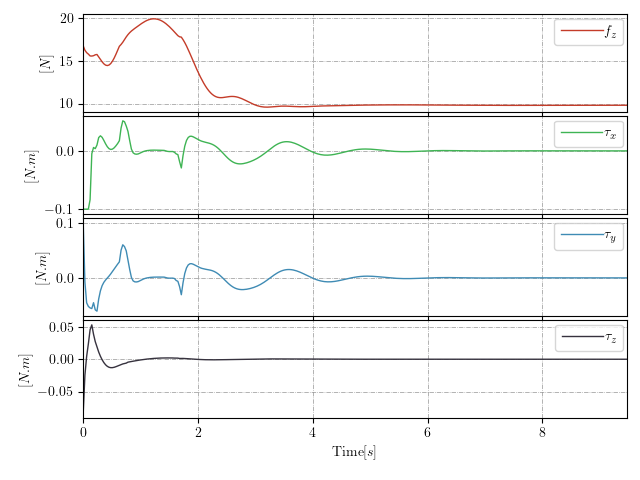 20
15
10
[N]
f_z
0.0
−0.1
[N.m]
τ_x
0.1
0.0
[N.m]
τ_y
0.05
0.00
−0.05
[N.m]
τ_z
0 2 4 6 8
Time[s]